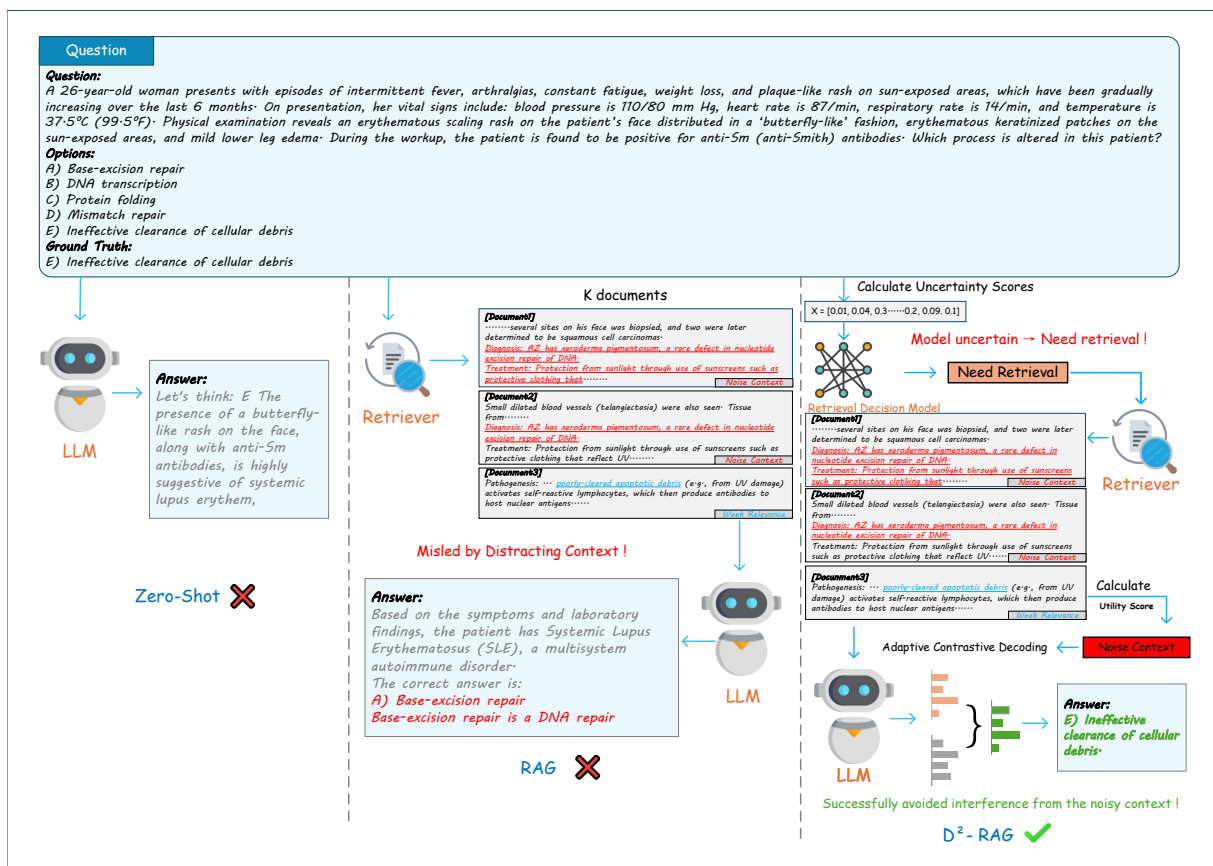 Question
Question:
A 26-year-old woman presents with episodes of intermittent fever, arthralgias, constant fatigue, weight loss, and plaque-like rash on sun-exposed areas, which have been gradually
increasing over the last 6 months. On presentation, her vital signs include: blood pressure is 110/80 mm Hg, heart rate is 87/min, respiratory rate is 14/min, and temperature is
37.5°C (99.5°F). Physical examination reveals an erythematous scaling rash on the patient's face distributed in a 'butterfly-like' fashion, erythematous keratinized patches on the
sun-exposed areas, and mild lower leg edema. During the workup, the patient is found to be positive for anti-Sm (anti-Smith) antibodies. Which process is altered in this patient?
Options:
A) Base-excision repair
B) DNA transcription
C) Protein folding
D) Mismatch repair
E) Ineffective clearance of cellular debris
Ground Truth:
E) Ineffective clearance of cellular debris
LLM
Answer:
Let's think: E The
presence of a butterfly-
like rash on the face,
along with anti-Sm
antibodies, is highly
suggestive of systemic
lupus erythem,
Zero-Shot
K documents
Retriever
[Document1]
········several sites on his face was biopsied, and two were later
determined to be squamous cell carcinomas.
Diagnosis: AZ has xeroderma pigmentosum, a rare defect in nucleotide
excision repair of DNA.
Treatment: Protection from sunlight through use of sunscreens such as
protective clothing that········
Noise Context
[Document2]
Small dilated blood vessels (telangiectasia) were also seen. Tissue
from········
Diagnosis: AZ has xeroderma pigmentosum, a rare defect in nucleotide
excision repair of DNA.
Treatment: Protection from sunlight through use of sunscreens such as
protective clothing that reflect UV········
Noise Context
[Docunment3]
Pathogenesis: ··· poorly-cleared apoptotic debris (e.g., from UV damage)
activates self-reactive lymphocytes, which then produce antibodies to
host nuclear antigens······
Week Relevance
Misled by Distracting Context !
Answer:
Based on the symptoms and laboratory
findings, the patient has Systemic Lupus
Erythematosus (SLE), a multisystem
autoimmune disorder.
The correct answer is:
A) Base-excision repair
Base-excision repair is a DNA repair
LLM
RAG
Calculate Uncertainty Scores
X = [0.01, 0.04, 0.3······0.2, 0.09. 0.1]
Model uncertain → Need retrieval !
Need Retrieval
Retrieval Decision Model
Retriever
[Document1]
········several sites on his face was biopsied, and two were later
determined to be squamous cell carcinomas.
Diagnosis: AZ has xeroderma pigmentosum, a rare defect in
nucleotide excision repair of DNA.
Treatment: Protection from sunlight through use of sunscreens
such as protective clothing that········
Noise Context
[Document2]
Small dilated blood vessels (telangiectasia) were also seen. Tissue
from········
Diagnosis: AZ has xeroderma pigmentosum, a rare defect in
nucleotide excision repair of DNA.
Treatment: Protection from sunlight through use of sunscreens
such as protective clothing that reflect UV······
Noise Context
[Docunment3]
Pathogenesis: ··· poorly-cleared apoptotic debris (e.g., from UV
damage) activates self-reactive lymphocytes, which then produce
antibodies to host nuclear antigens······
Week Relevance
Calculate
Utility Score
Noise Context
Adaptive Contrastive Decoding
LLM
Answer:
E) Ineffective
clearance of cellular
debris.
Successfully avoided interference from the noisy context !
D²- RAG